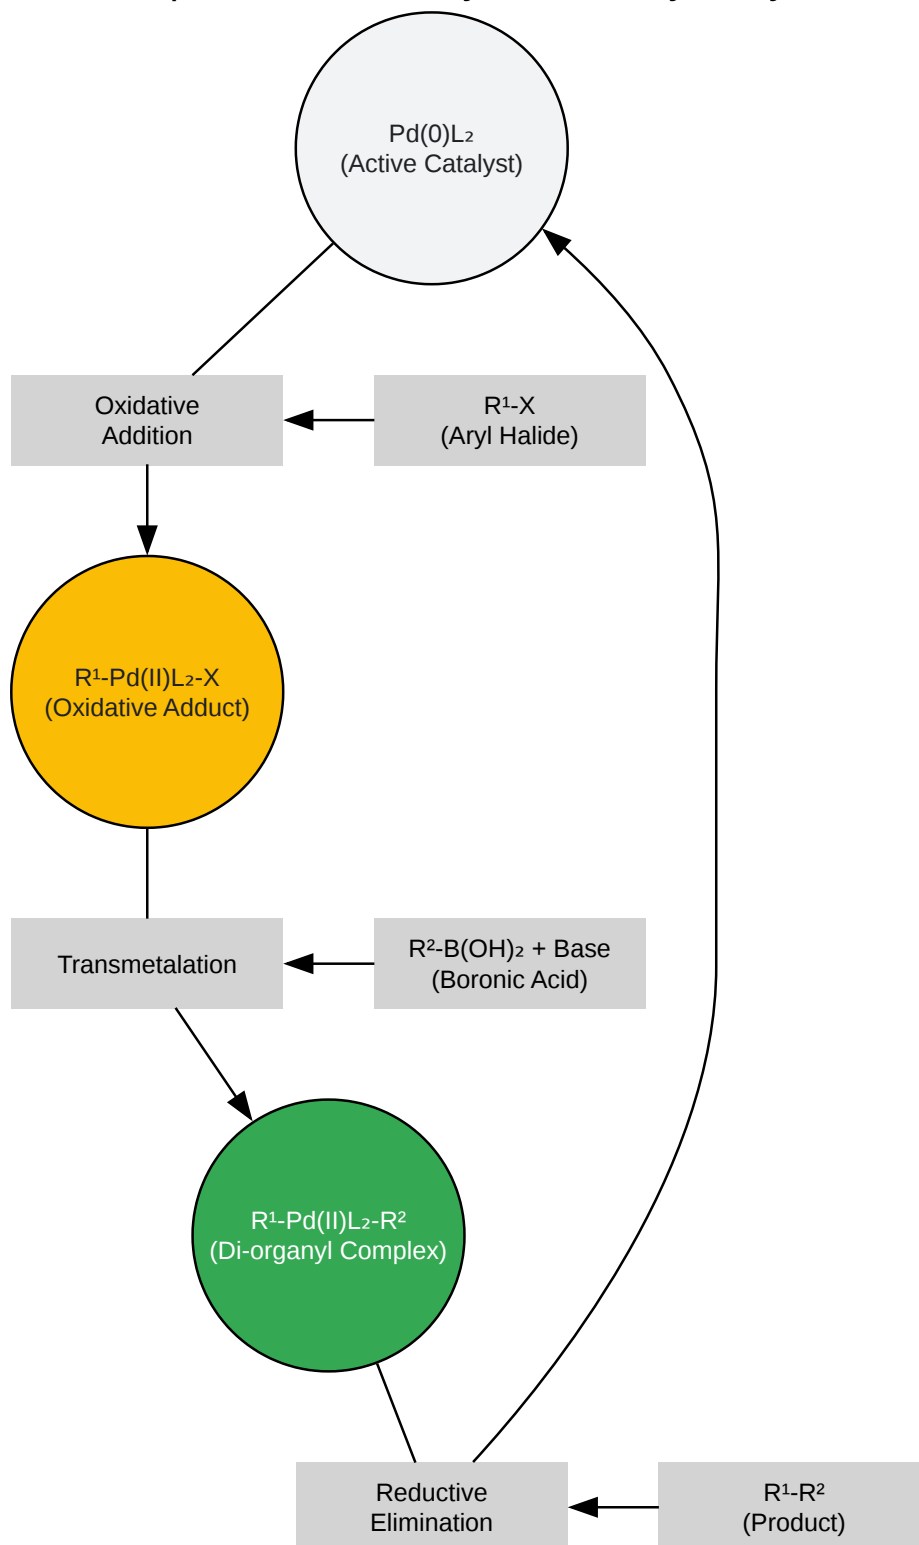 Pd(0)L₂
(Active Catalyst)
Oxidative
Addition
R¹-X
(Aryl Halide)
R¹-Pd(II)L₂-X
(Oxidative Adduct)
Transmetalation
R²-B(OH)₂ + Base
(Boronic Acid)
R¹-Pd(II)L₂-R²
(Di-organyl Complex)
Reductive
Elimination
R¹-R²
(Product)